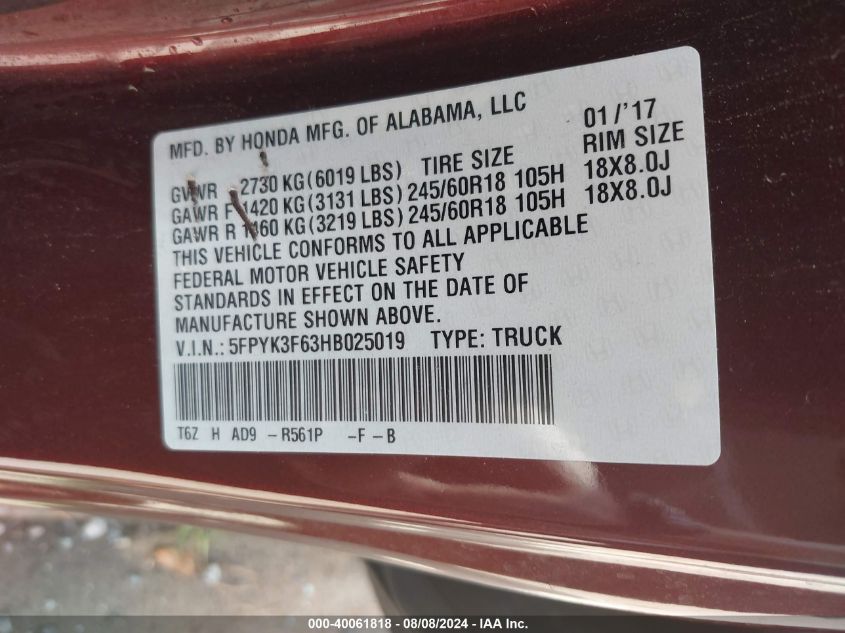 MFD. BY HONDA MFG. OF ALABAMA, LLC 01/'17
GVWR 2730 KG (6019 LBS) TIRE SIZE RIM SIZE
GAWR F 1420 KG (3131 LBS) 245/60R18 105H 18X8.0J
GAWR R 1460 KG (3219 LBS) 245/60R18 105H 18X8.0J
THIS VEHICLE CONFORMS TO ALL APPLICABLE
FEDERAL MOTOR VEHICLE SAFETY
STANDARDS IN EFFECT ON THE DATE OF
MANUFACTURE SHOWN ABOVE.
V.I.N.: 5FPYK3F63HB025019 TYPE: TRUCK
T6Z H AD9 -R561P -F-B
000-40061818 - 08/08/2024 - IAA Inc.